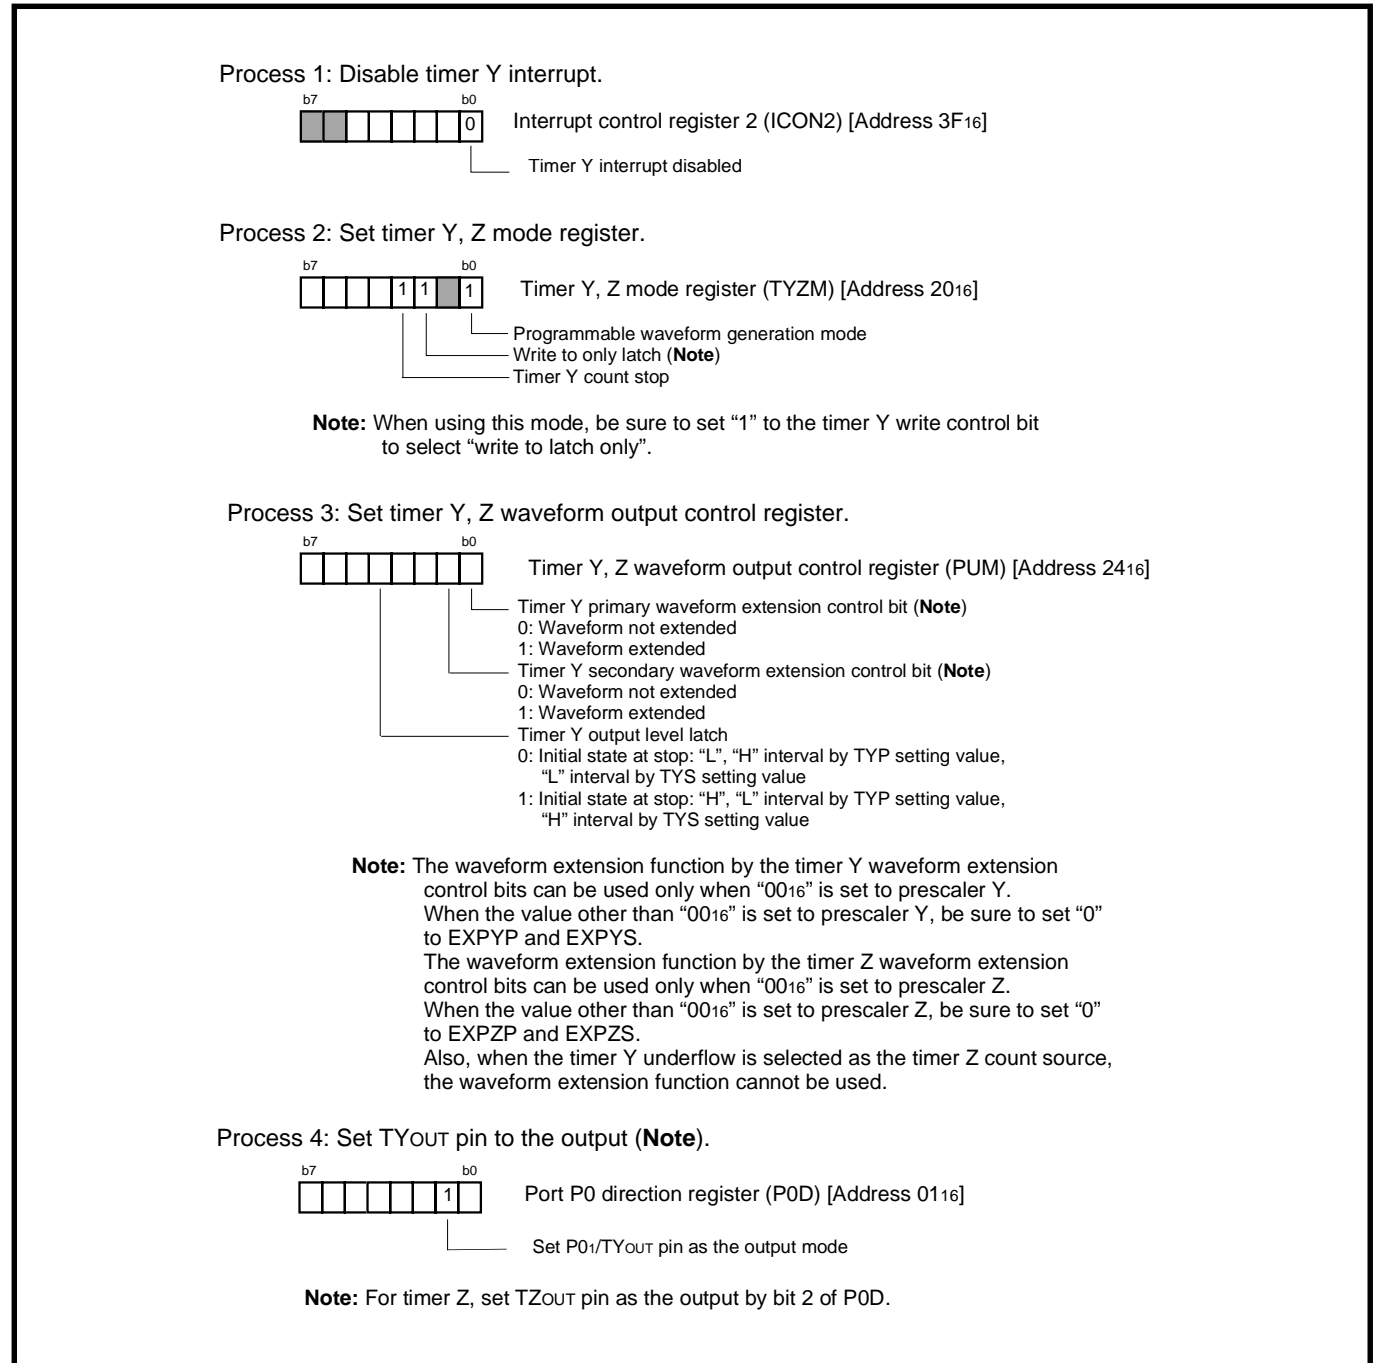 Process 1: Disable timer Y interrupt.
b7 b0
0 Interrupt control register 2 (ICON2) [Address 3F16]
Timer Y interrupt disabled
Process 2: Set timer Y, Z mode register.
b7 b0
1 1 1 Timer Y, Z mode register (TYZM) [Address 2016]
Programmable waveform generation mode
Write to only latch (Note)
Timer Y count stop
Note: When using this mode, be sure to set “1” to the timer Y write control bit
to select “write to latch only”.
Process 3: Set timer Y, Z waveform output control register.
b7 b0
Timer Y, Z waveform output control register (PUM) [Address 2416]
Timer Y primary waveform extension control bit (Note)
0: Waveform not extended
1: Waveform extended
Timer Y secondary waveform extension control bit (Note)
0: Waveform not extended
1: Waveform extended
Timer Y output level latch
0: Initial state at stop: “L”, “H” interval by TYP setting value,
“L” interval by TYS setting value
1: Initial state at stop: “H”, “L” interval by TYP setting value,
“H” interval by TYS setting value
Note: The waveform extension function by the timer Y waveform extension
control bits can be used only when “0016” is set to prescaler Y.
When the value other than “0016” is set to prescaler Y, be sure to set “0”
to EXPYP and EXPYS.
The waveform extension function by the timer Z waveform extension
control bits can be used only when “0016” is set to prescaler Z.
When the value other than “0016” is set to prescaler Z, be sure to set “0”
to EXPZP and EXPZS.
Also, when the timer Y underflow is selected as the timer Z count source,
the waveform extension function cannot be used.
Process 4: Set TYOUT pin to the output (Note).
b7 b0
1 Port P0 direction register (P0D) [Address 0116]
Set P01/TYOUT pin as the output mode
Note: For timer Z, set TZOUT pin as the output by bit 2 of P0D.